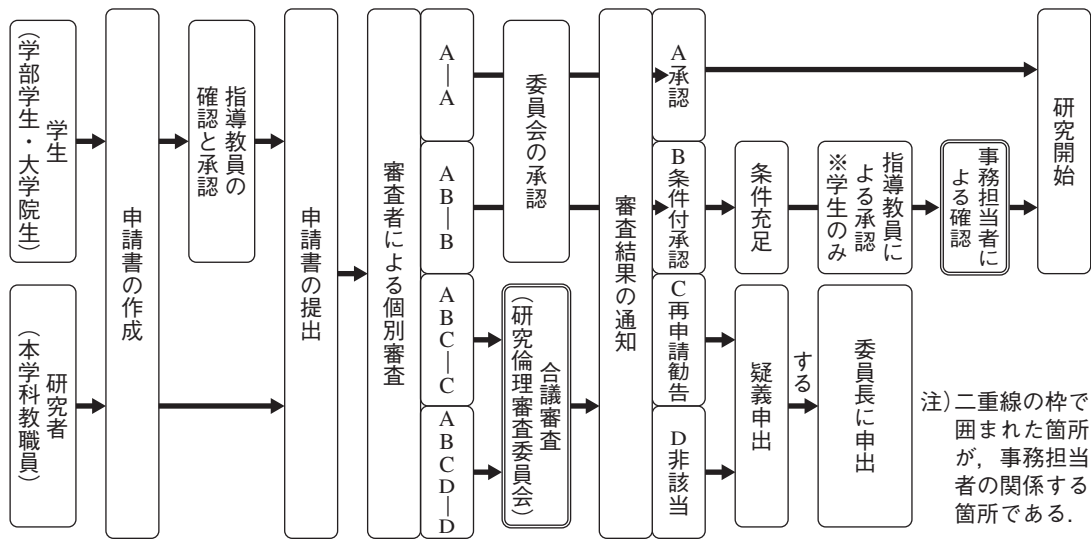 学生
(学部学生・大学院生)
研究者
(本学科教職員)
申請書の作成
指導教員の
確認と承認
申請書の提出
審査者による個別審査
A―A
AB―B
ABC―C
ABCD―D
委員会の承認
合議審査
(研究倫理審査委員会)
審査結果の通知
A承認
B条件付承認
C再申請勧告
D非該当
条件充足
指導教員に
よる承認
※学生のみ
事務担当者に
よる確認
研究開始
疑義申出
する
委員長に申出
注)二重線の枠で
囲まれた箇所
が,事務担当
者の関係する
箇所である.